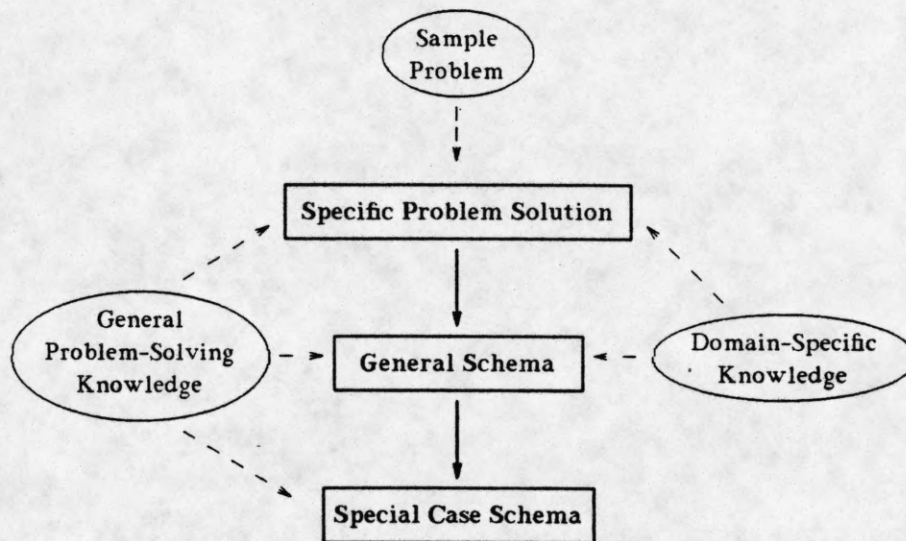 Sample
Problem
Specific Problem Solution
General
Problem-Solving
Knowledge
General Schema
Domain-Specific
Knowledge
Special Case Schema